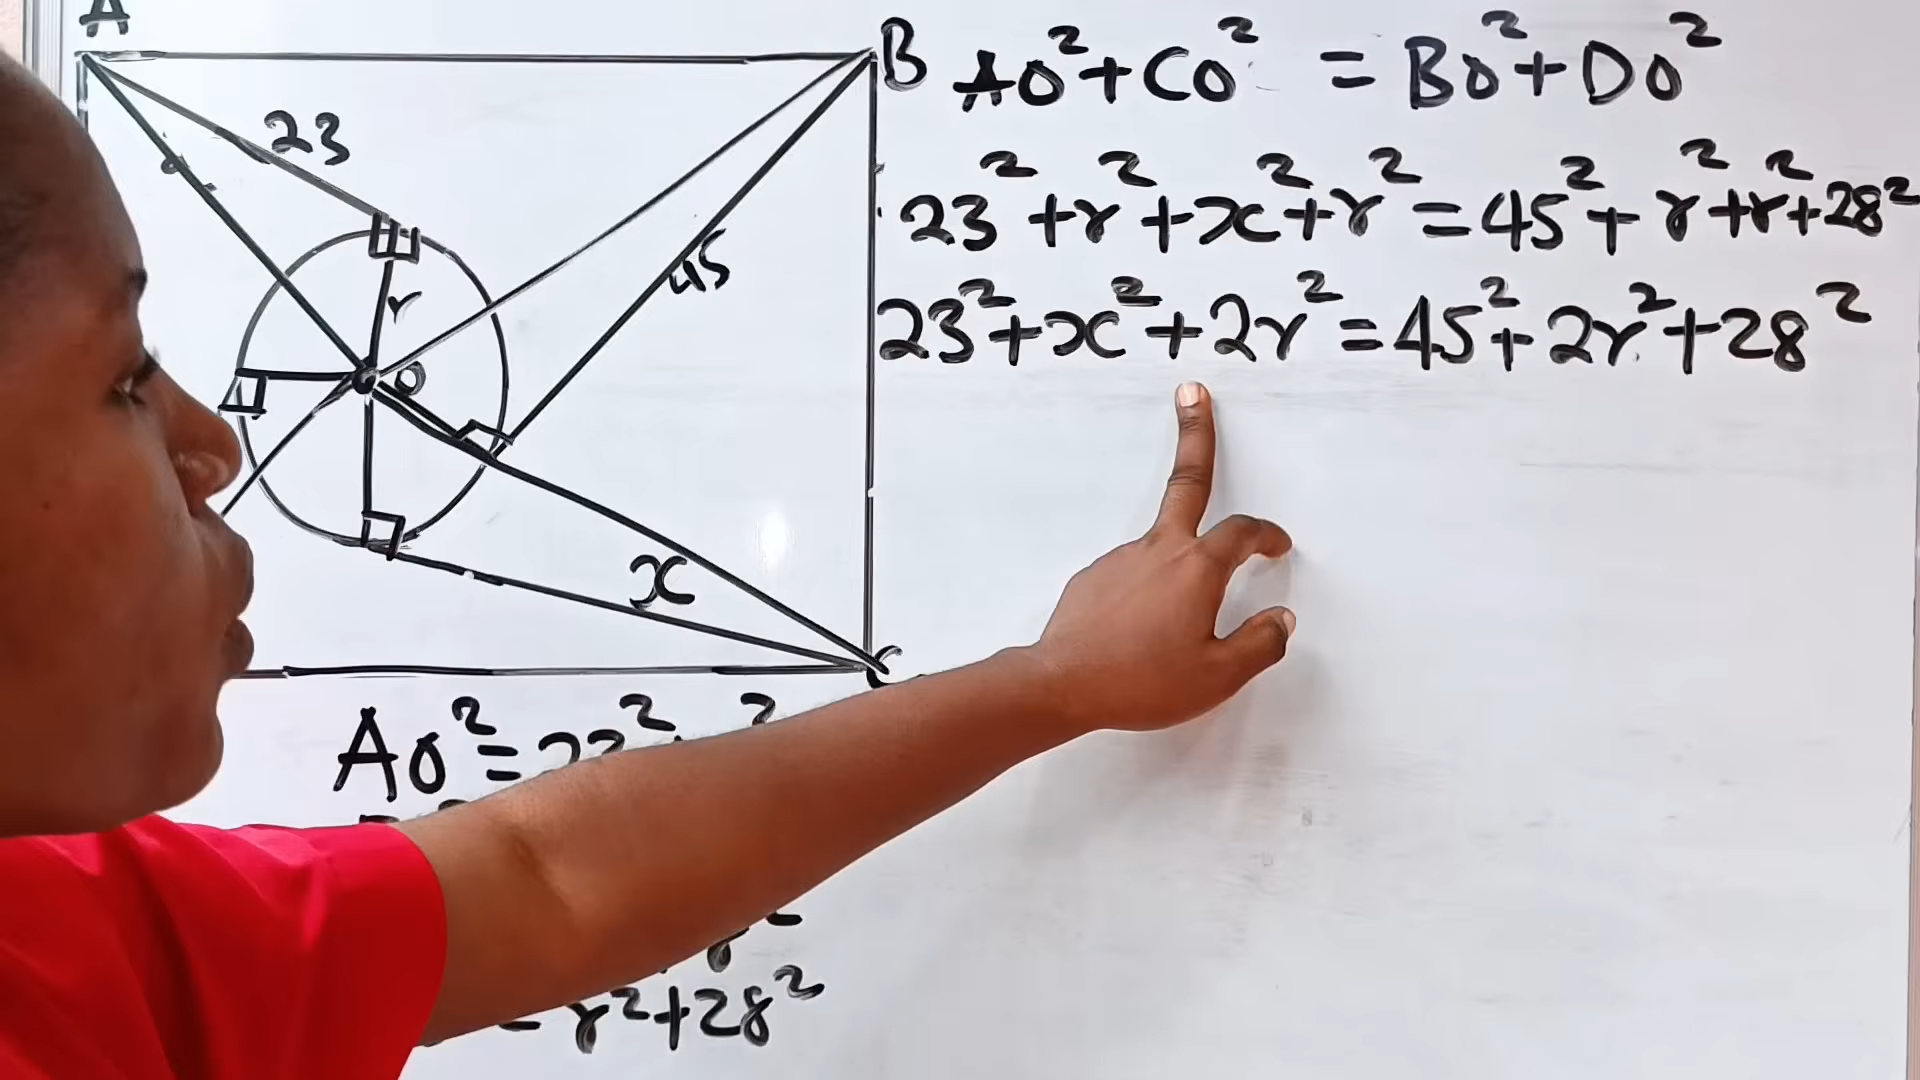 A
B
23
45
r
O
x
C
AO² + CO² = BO² + DO²
23² + r² + x² + r² = 45² + r² + r² + 28²
23² + x² + 2r² = 45² + 2r² + 28²
AO² = 23²
r² + 28²